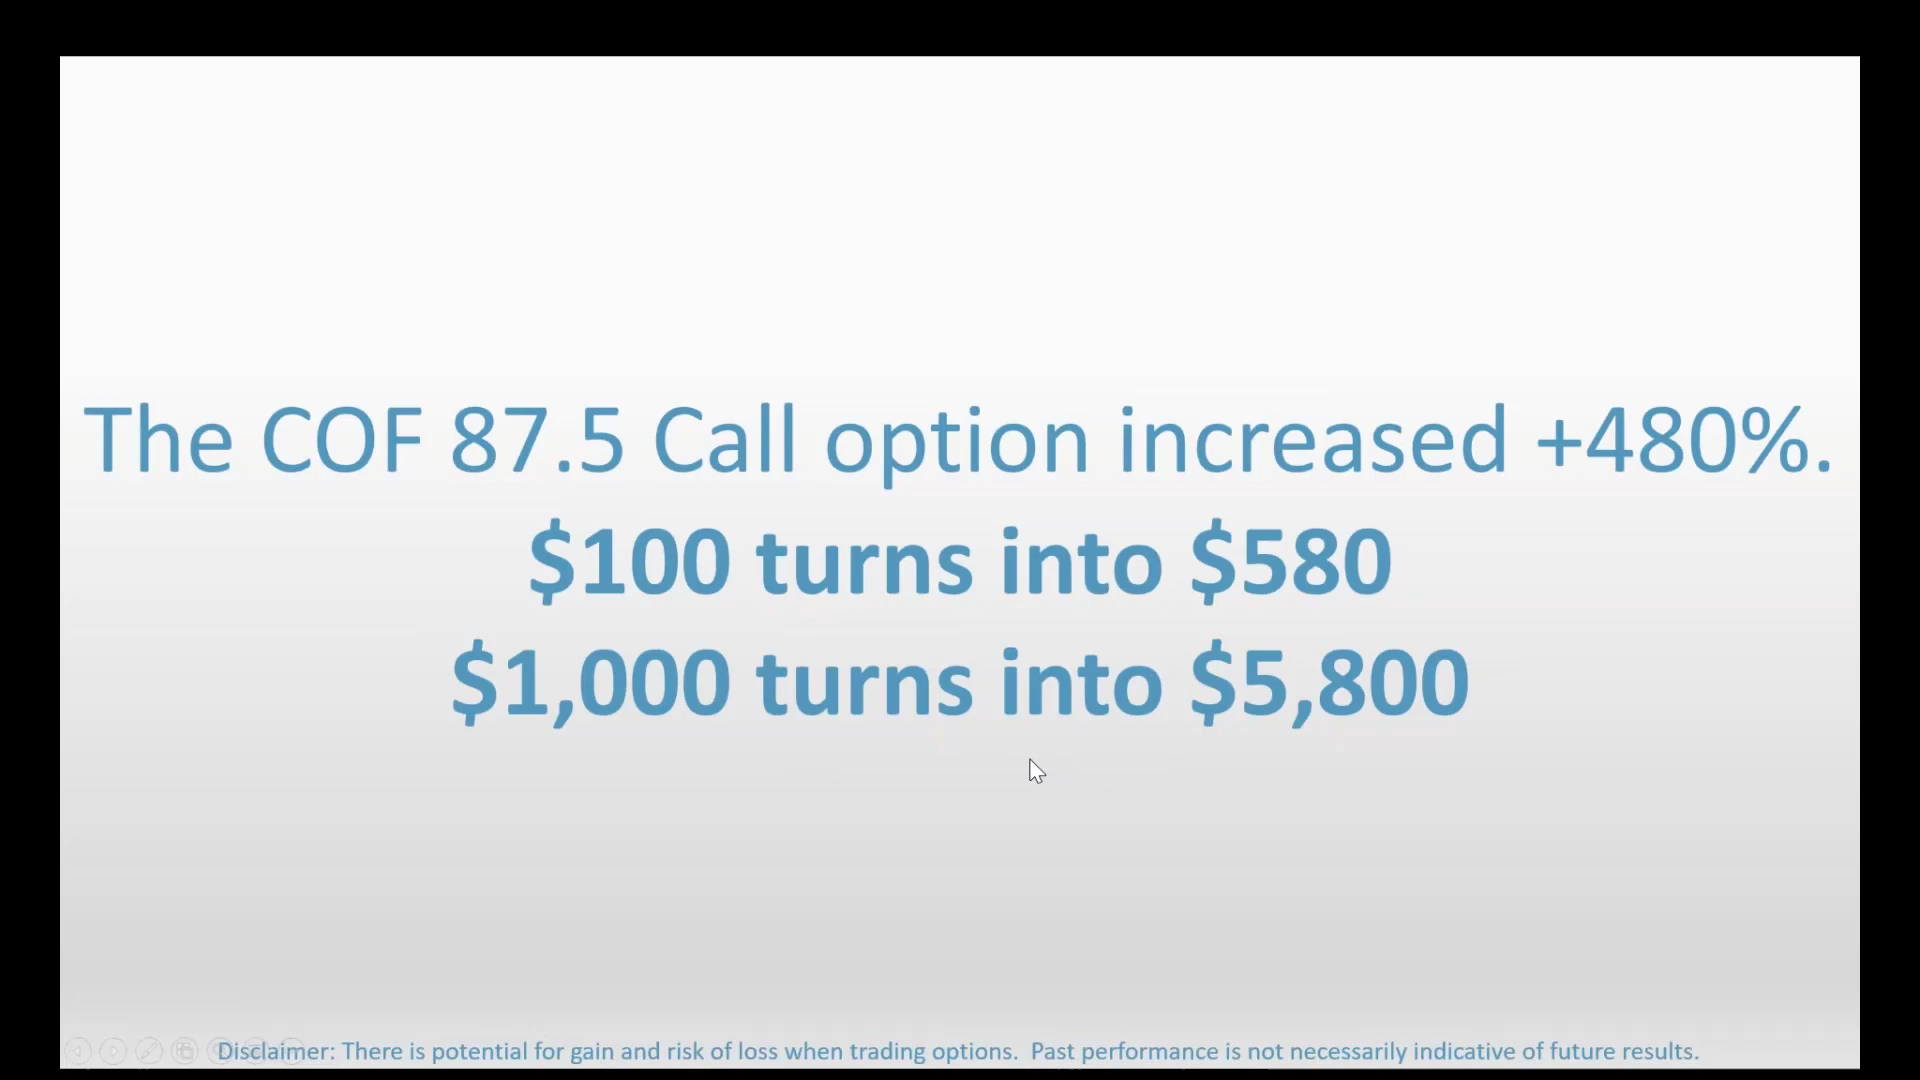 The COF 87.5 Call option increased +480%.
$100 turns into $580
$1,000 turns into $5,800
Disclaimer: There is potential for gain and risk of loss when trading options.  Past performance is not necessarily indicative of future results.